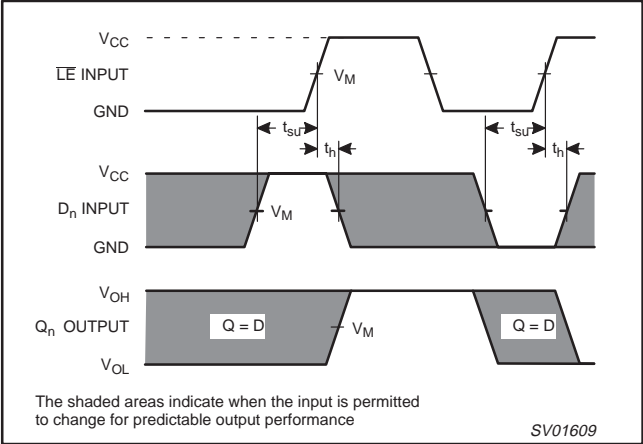 VCC
LE INPUT
VM
GND
tsu
tsu
th
th
VCC
Dn INPUT
VM
GND
VOH
Qn OUTPUT
Q = D
VM
Q = D
VOL
The shaded areas indicate when the input is permitted
to change for predictable output performance
SV01609